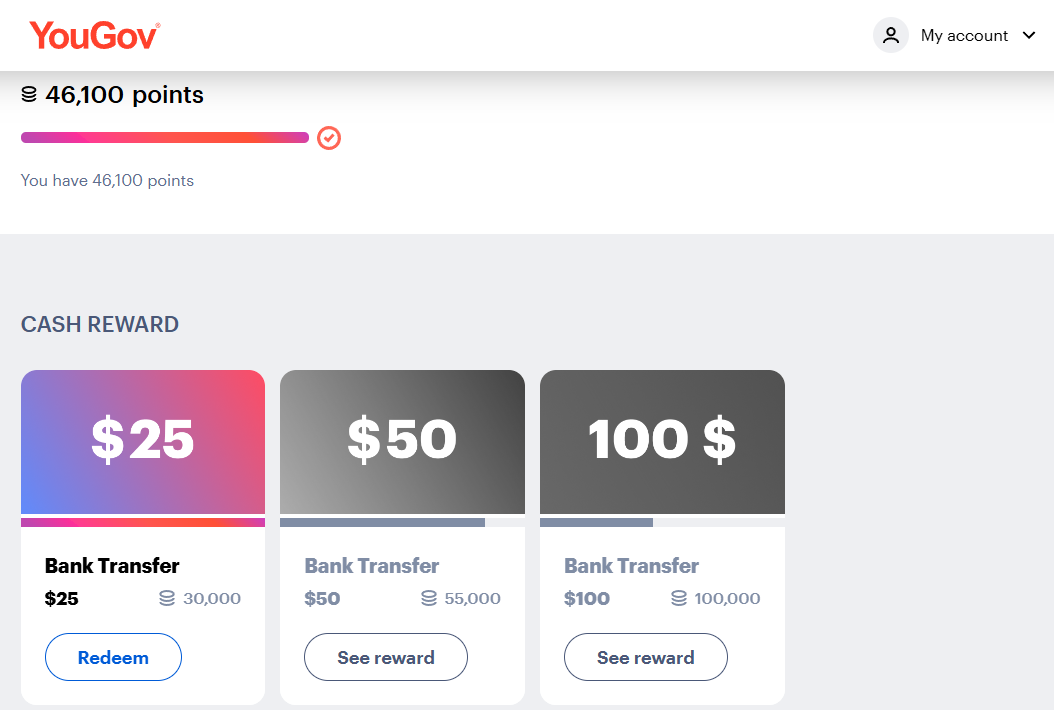 YouGov®
My account
46,100 points
You have 46,100 points
CASH REWARD
$25
$50
100 $
Bank Transfer
$25
30,000
Redeem
Bank Transfer
$50
55,000
See reward
Bank Transfer
$100
100,000
See reward